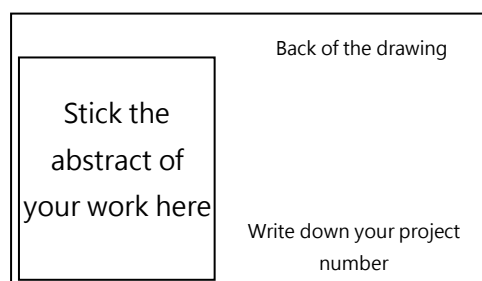 Back of the drawing
Stick the
abstract of
your work here
Write down your project
number